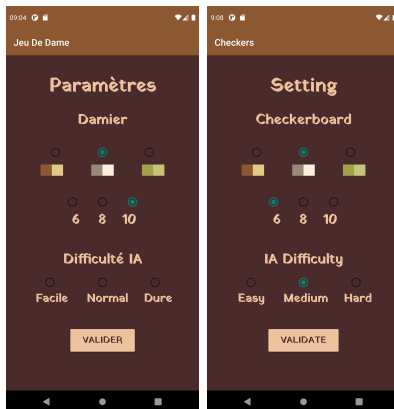 09:04
Jeu De Dame
Paramètres
Damier
6 8 10
Difficulté IA
Facile Normal Dure
VALIDER
9:08
Checkers
Setting
Checkerboard
6 8 10
IA Difficulty
Easy Medium Hard
VALIDATE